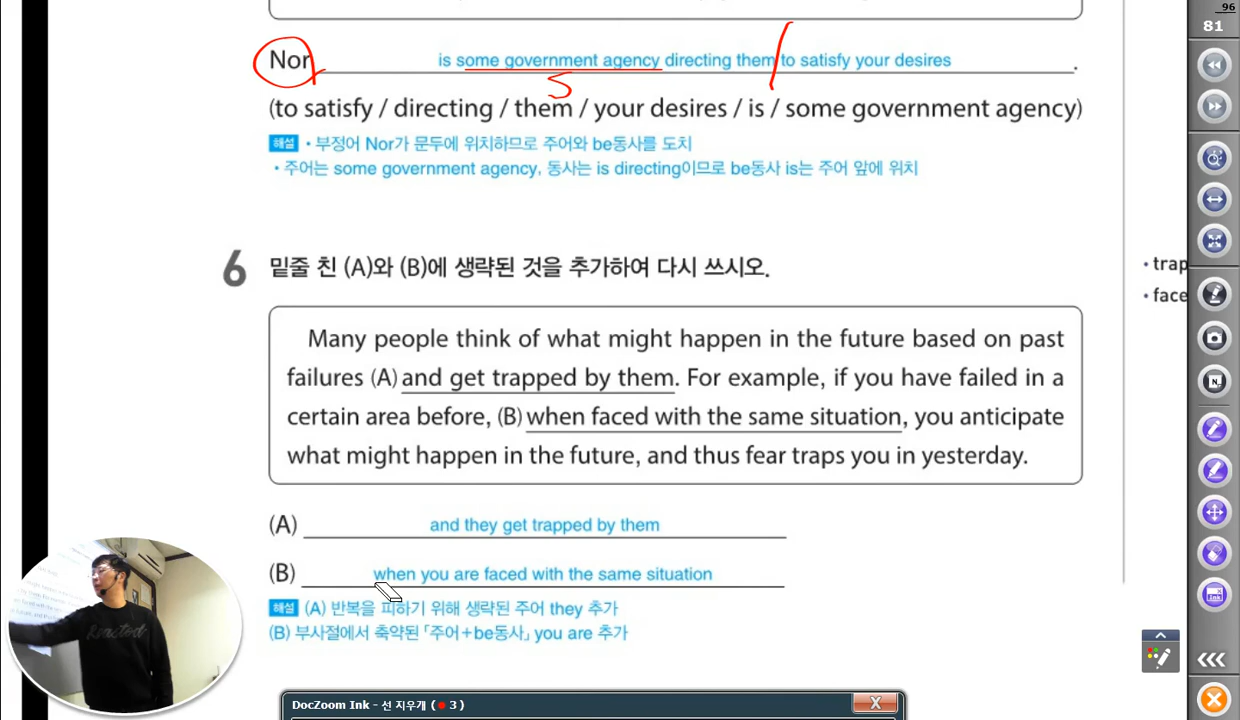 96
81
Nor is some government agency directing them to satisfy your desires.
S
(to satisfy / directing / them / your desires / is / some government agency)
해설 • 부정어 Nor가 문두에 위치하므로 주어와 be동사를 도치
• 주어는 some government agency, 동사는 is directing이므로 be동사 is는 주어 앞에 위치
6 밑줄 친 (A)와 (B)에 생략된 것을 추가하여 다시 쓰시오.
• trap
• face
Many people think of what might happen in the future based on past
failures (A) and get trapped by them. For example, if you have failed in a
certain area before, (B) when faced with the same situation, you anticipate
what might happen in the future, and thus fear traps you in yesterday.
(A) and they get trapped by them
(B) when you are faced with the same situation
해설 (A) 반복을 피하기 위해 생략된 주어 they 추가
(B) 부사절에서 축약된 「주어+be동사」 you are 추가
DocZoom Ink - 선 지우개 ( 3 )